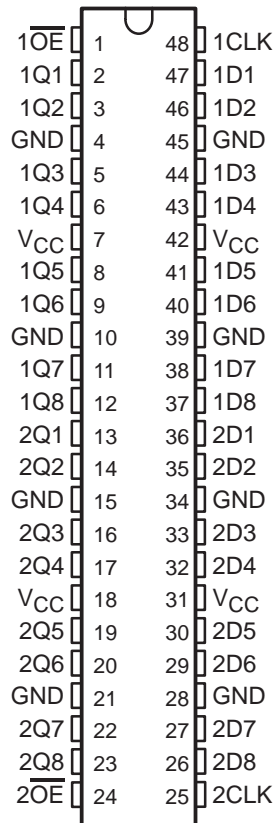 1O̅E̅ 1 48 1CLK
1Q1 2 47 1D1
1Q2 3 46 1D2
GND 4 45 GND
1Q3 5 44 1D3
1Q4 6 43 1D4
VCC 7 42 VCC
1Q5 8 41 1D5
1Q6 9 40 1D6
GND 10 39 GND
1Q7 11 38 1D7
1Q8 12 37 1D8
2Q1 13 36 2D1
2Q2 14 35 2D2
GND 15 34 GND
2Q3 16 33 2D3
2Q4 17 32 2D4
VCC 18 31 VCC
2Q5 19 30 2D5
2Q6 20 29 2D6
GND 21 28 GND
2Q7 22 27 2D7
2Q8 23 26 2D8
2O̅E̅ 24 25 2CLK